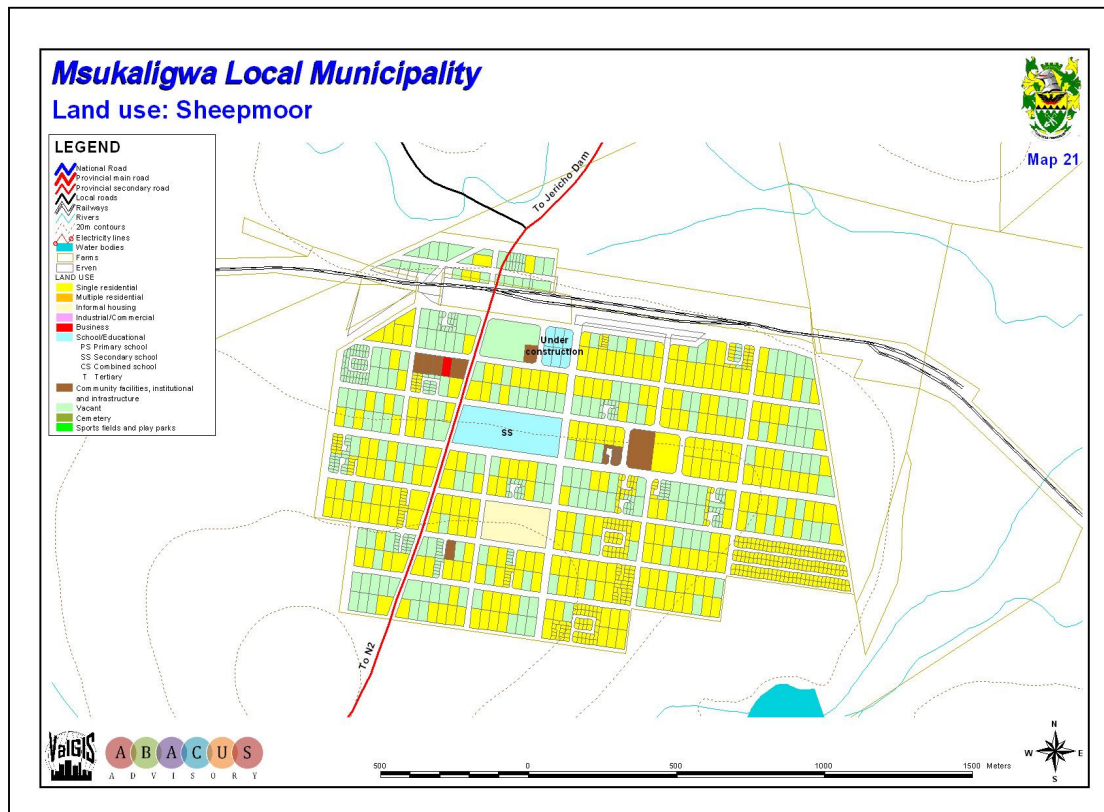 Msukaligwa Local Municipality
Land use: Sheepmoor
Map 21
LEGEND
National Road
Provincial main road
Provincial secondary road
Local roads
Railways
Rivers
20m contours
Electricity lines
Water bodies
Farms
Erven
LAND USE
Single residential
Multiple residential
Informal housing
Industrial/Commercial
Business
School/Educational
PS Primary school
SS Secondary school
CS Combined school
T Tertiary
Community facilities, institutional
and infrastructure
Vacant
Cemetery
Sports fields and play parks
To Jericho Dam
Under
construction
SS
To N2
ValGIS
ABACUS
ADVISORY
500 0 500 1000 1500 Meters
N
W E
S